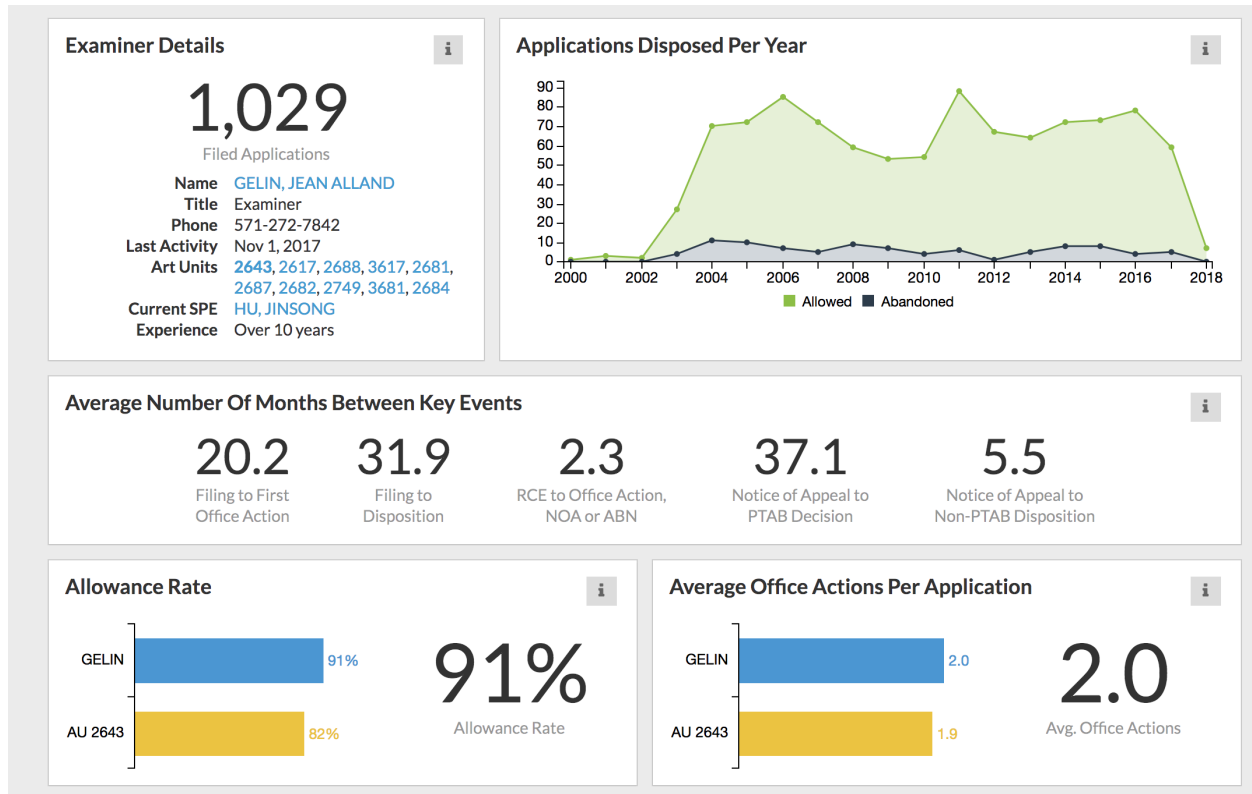 Examiner Details
i
1,029
Filed Applications
Name GELIN, JEAN ALLAND
Title Examiner
Phone 571-272-7842
Last Activity Nov 1, 2017
Art Units 2643, 2617, 2688, 3617, 2681,
2687, 2682, 2749, 3681, 2684
Current SPE HU, JINSONG
Experience Over 10 years
Applications Disposed Per Year
i
90
80
70
60
50
40
30
20
10
0
2000 2002 2004 2006 2008 2010 2012 2014 2016 2018
Allowed Abandoned
Average Number Of Months Between Key Events
i
20.2 31.9 2.3 37.1 5.5
Filing to First Filing to RCE to Office Action, Notice of Appeal to Notice of Appeal to
Office Action Disposition NOA or ABN PTAB Decision Non-PTAB Disposition
Allowance Rate
i
GELIN 91%
AU 2643 82%
91%
Allowance Rate
Average Office Actions Per Application
i
GELIN 2.0
AU 2643 1.9
2.0
Avg. Office Actions